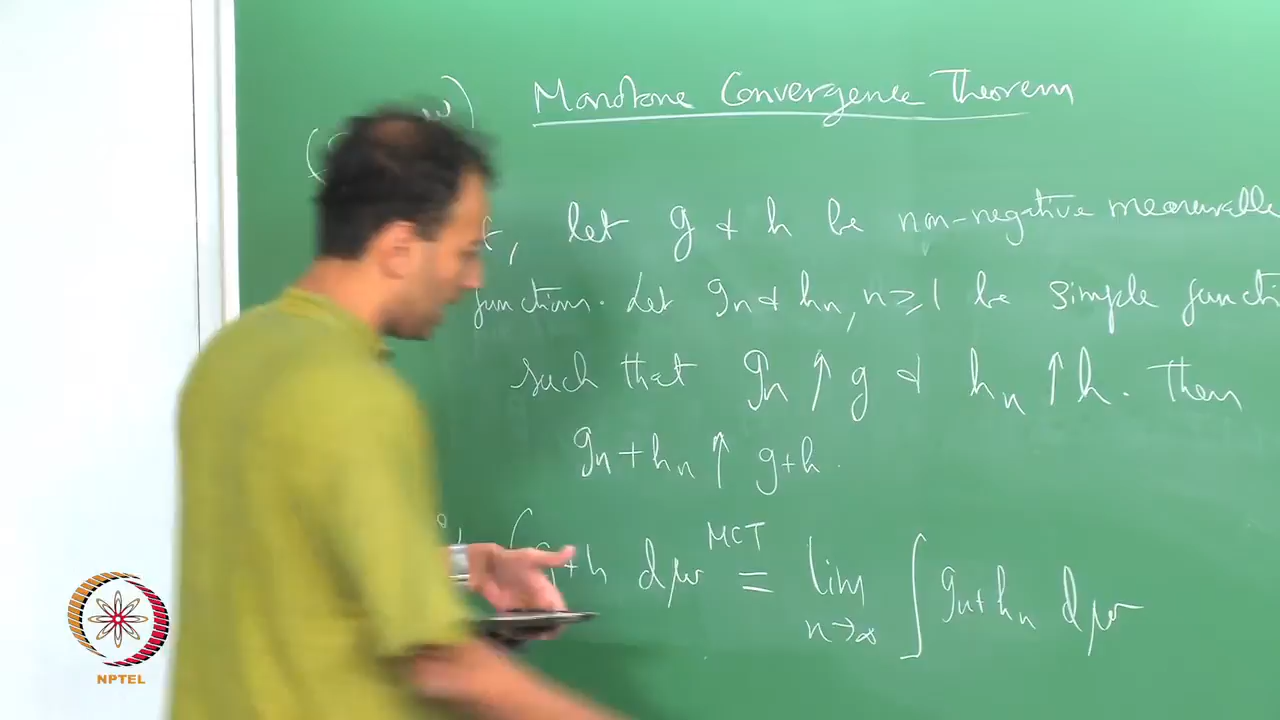 Monotone Convergence Theorem
let g & h be non-negative measurable
functions. Let gn & hn, n ≥ 1 be simple functi
such that gn ↑ g & hn ↑ h. Then
gn + hn ↑ g+h.
∫ g+h dμ MCT = lim n→∞ ∫ gn+hn dμ
NPTEL